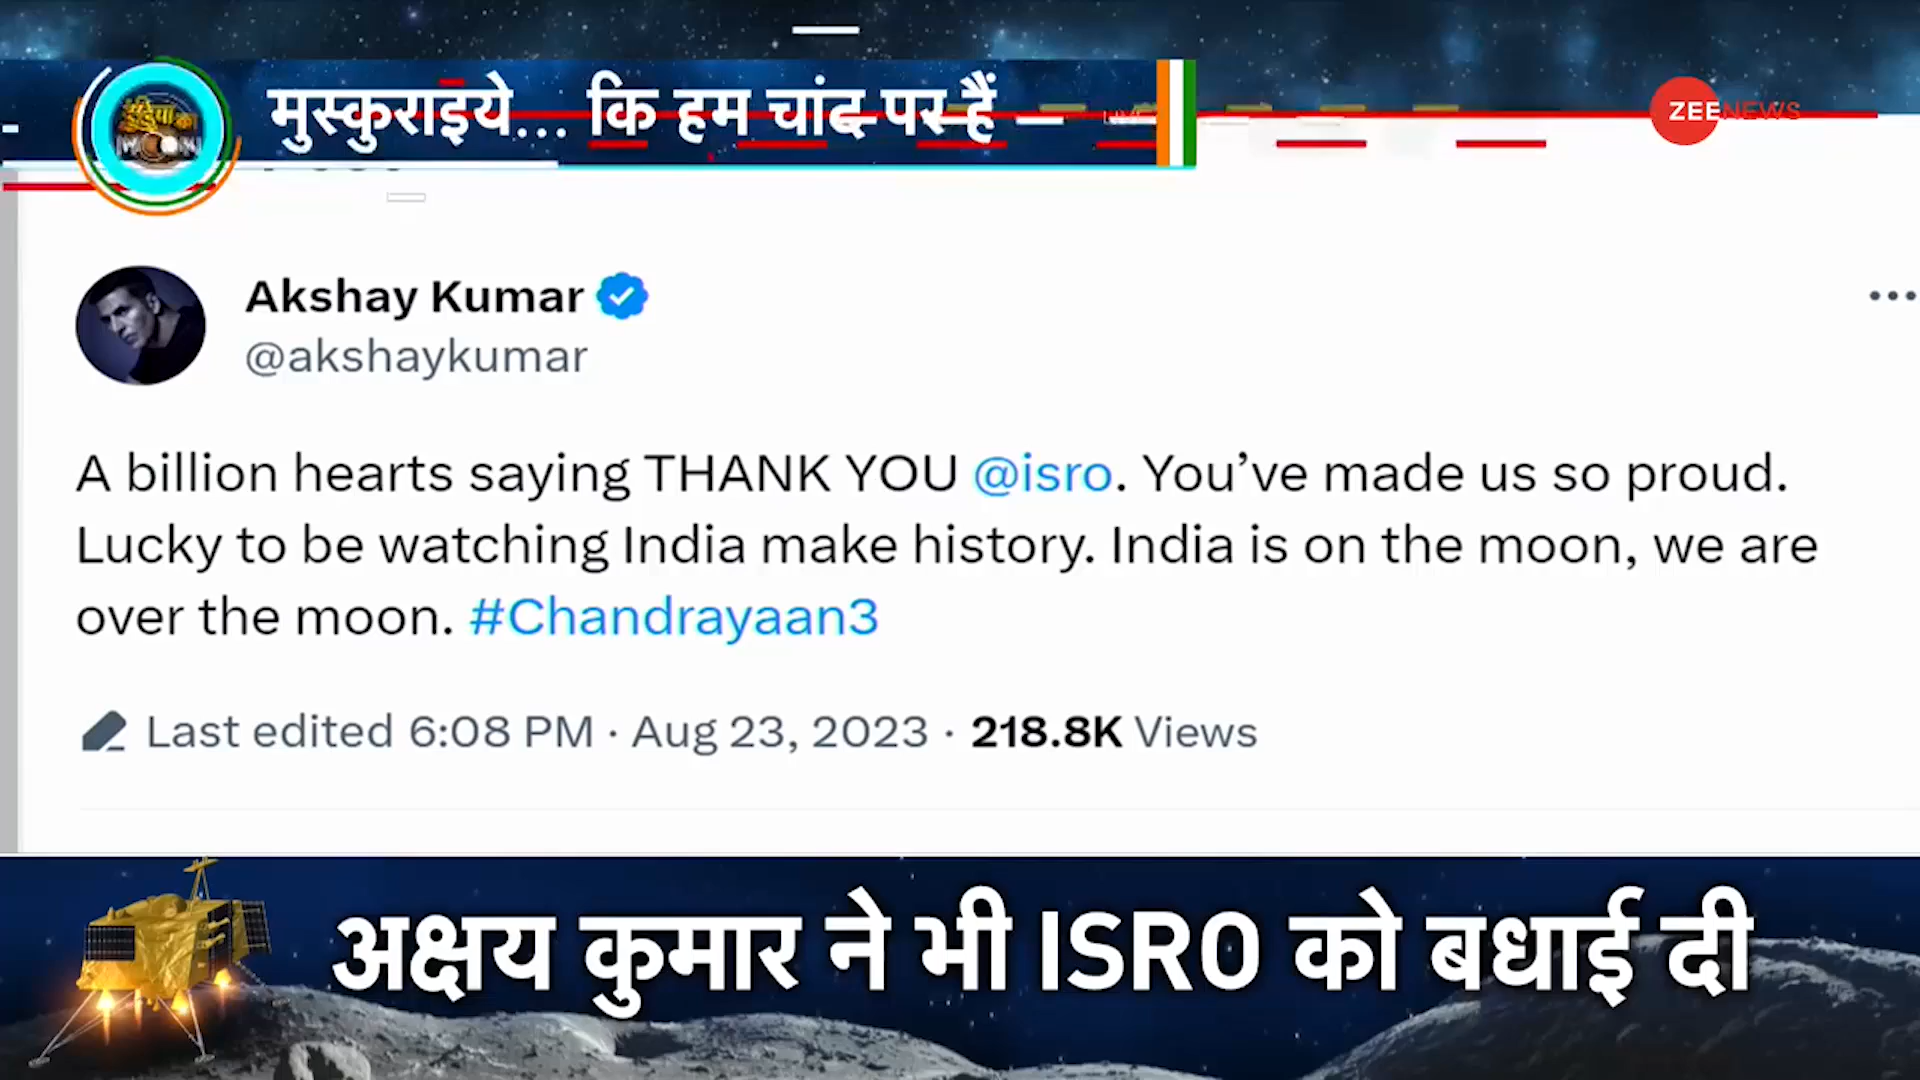 मुस्कुराइये... कि हम चांद पर हैं
ZEE NEWS
Akshay Kumar
@akshaykumar
A billion hearts saying THANK YOU @isro. You’ve made us so proud.
Lucky to be watching India make history. India is on the moon, we are
over the moon. #Chandrayaan3
Last edited 6:08 PM · Aug 23, 2023 · 218.8K Views
अक्षय कुमार ने भी ISRO को बधाई दी